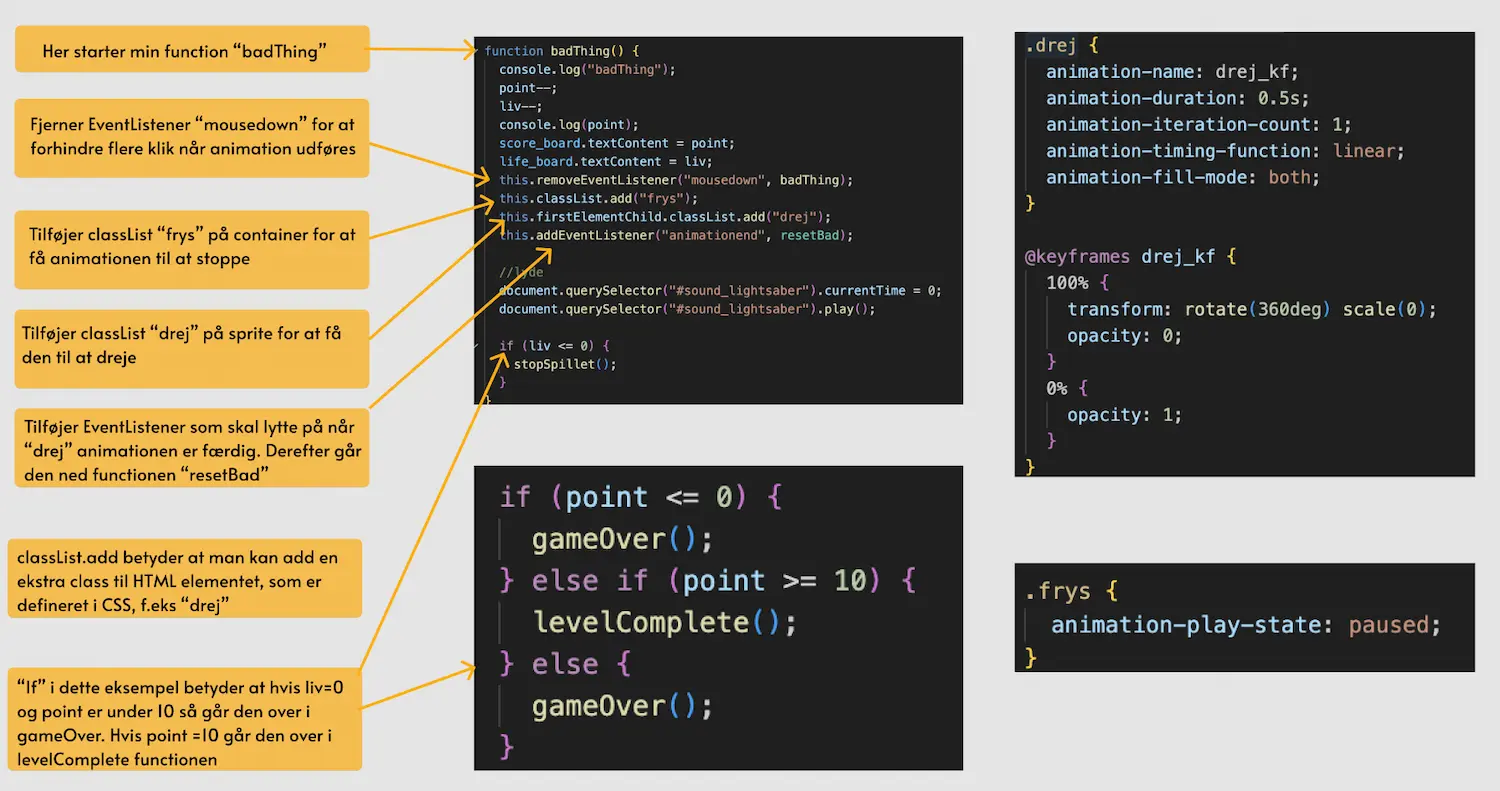 Her starter min function “badThing”
Fjerner EventListener “mousedown” for at
forhindre flere klik når animation udføres
Tilføjer classList “frys” på container for at
få animationen til at stoppe
Tilføjer classList “drej” på sprite for at få
den til at dreje
Tilføjer EventListener som skal lytte på når
“drej” animationen er færdig. Derefter går
den ned functionen “resetBad”
classList.add betyder at man kan add en
ekstra class til HTML elementet, som er
defineret i CSS, f.eks “drej”
“If” i dette eksempel betyder at hvis liv=0
og point er under 10 så går den over i
gameOver. Hvis point =10 går den over i
levelComplete functionen
function badThing() {
console.log("badThing");
point--;
liv--;
console.log(point);
score_board.textContent = point;
life_board.textContent = liv;
this.removeEventListener("mousedown", badThing);
this.classList.add("frys");
this.firstElementChild.classList.add("drej");
this.addEventListener("animationend", resetBad);
//lyde
document.querySelector("#sound_lightsaber").currentTime = 0;
document.querySelector("#sound_lightsaber").play();
if (liv <= 0) {
stopSpillet();
}
}
if (point <= 0) {
gameOver();
} else if (point >= 10) {
levelComplete();
} else {
gameOver();
}
.drej {
animation-name: drej_kf;
animation-duration: 0.5s;
animation-iteration-count: 1;
animation-timing-function: linear;
animation-fill-mode: both;
}
@keyframes drej_kf {
100% {
transform: rotate(360deg) scale(0);
opacity: 0;
}
0% {
opacity: 1;
}
}
.frys {
animation-play-state: paused;
}